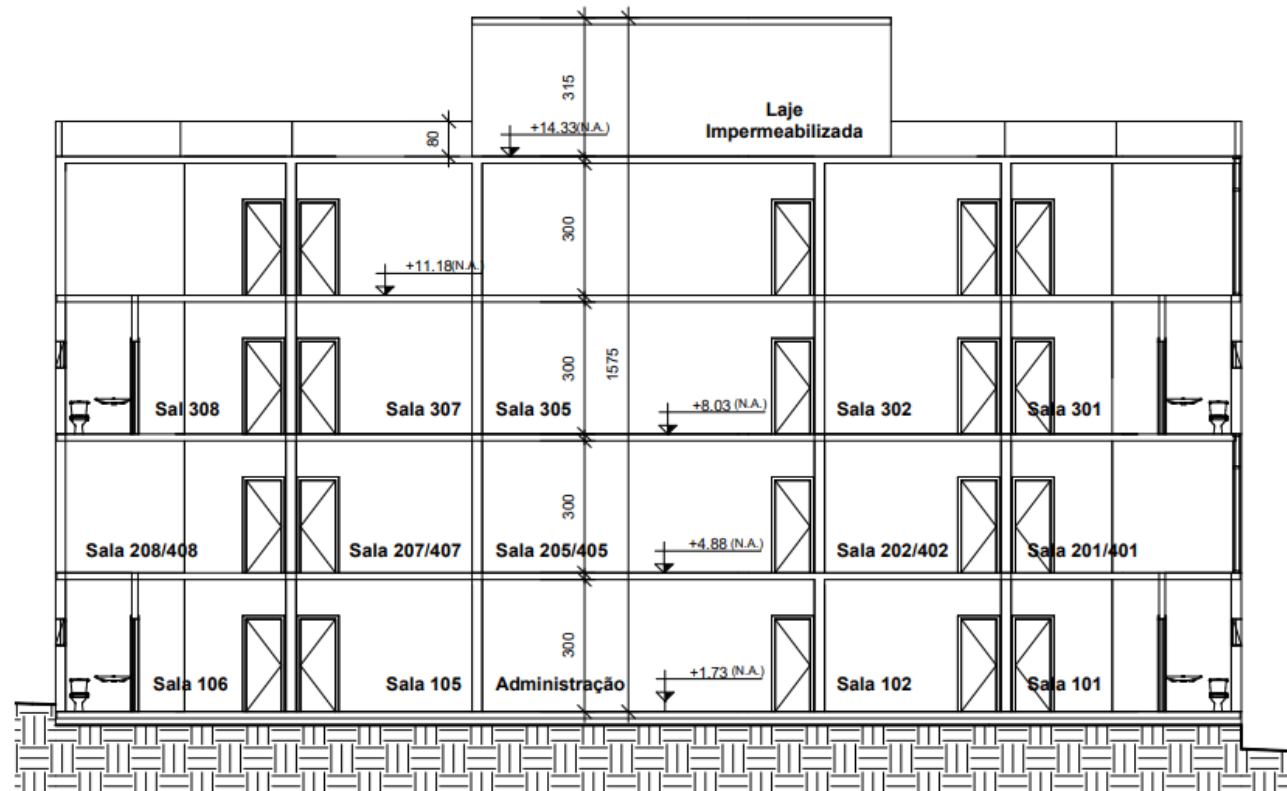 315
Laje
Impermeabilizada
80
+14.33(N.A.)
300
+11.18(N.A.)
300
1575
Sal 308
Sala 307
Sala 305
+8.03 (N.A.)
Sala 302
Sala 301
300
Sala 208/408
Sala 207/407
Sala 205/405
+4.88 (N.A.)
Sala 202/402
Sala 201/401
300
Sala 106
Sala 105
Administração
+1.73 (N.A.)
Sala 102
Sala 101